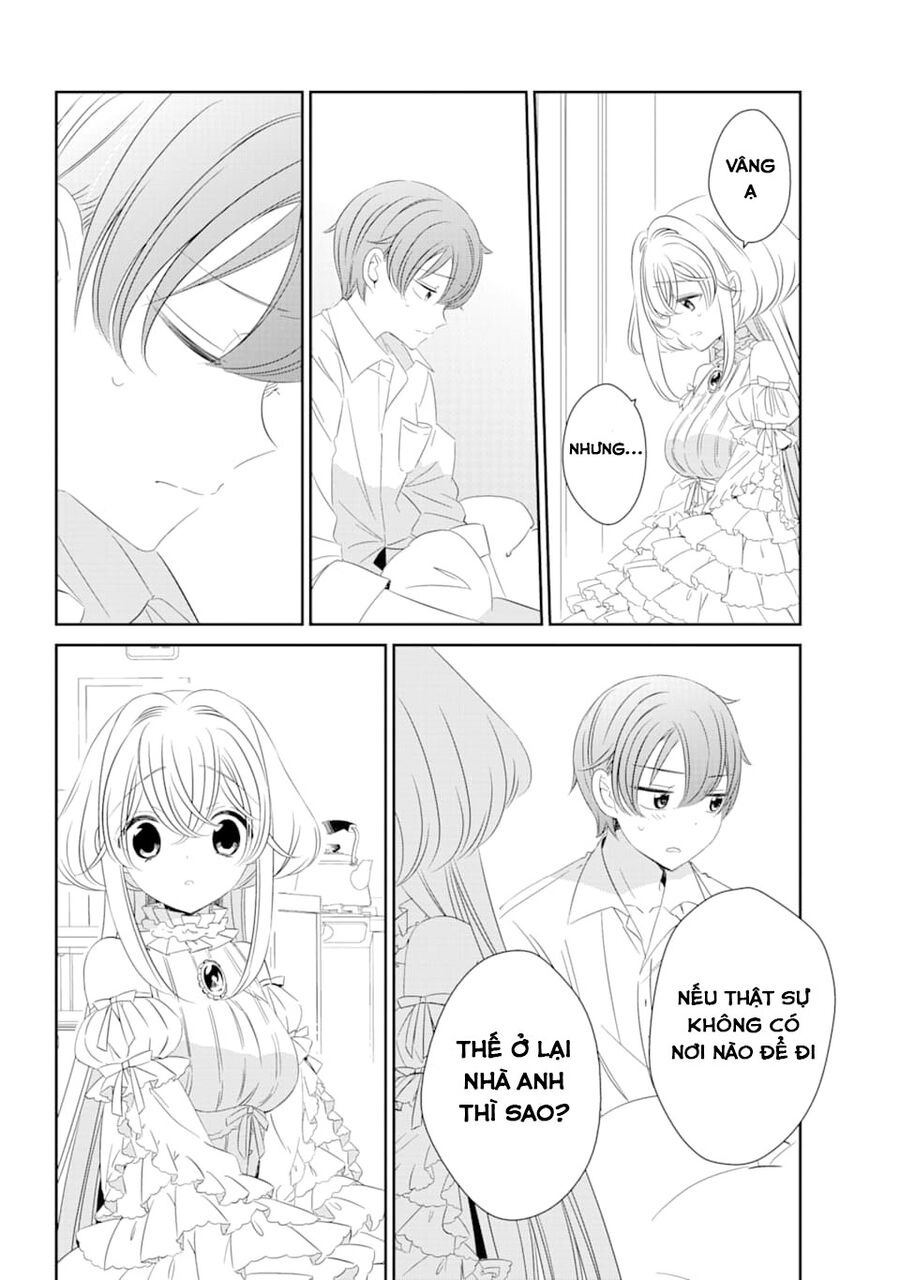 VÂNG
Ạ
NHƯNG...
NẾU THẬT SỰ
KHÔNG CÓ
NƠI NÀO ĐỂ ĐI
THẾ Ở LẠI
NHÀ ANH
THÌ SAO?